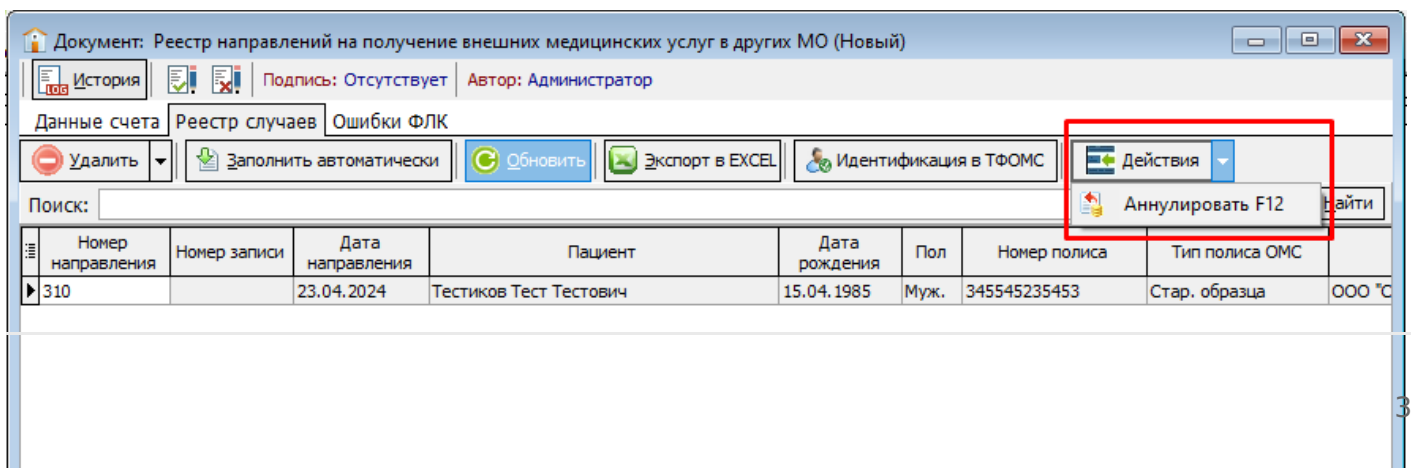 Документ: Реестр направлений на получение внешних медицинских услуг в других МО (Новый)
LOG История Подпись: Отсутствует Автор: Администратор
Данные счета Реестр случаев Ошибки ФЛК
Удалить Заполнить автоматически Обновить Экспорт в EXCEL Идентификация в ТФОМС Действия
Поиск: Аннулировать F12 Найти
Номер направления Номер записи Дата направления Пациент Дата рождения Пол Номер полиса Тип полиса ОМС
310 23.04.2024 Тестиков Тест Тестович 15.04.1985 Муж. 345545235453 Стар. образца ООО "С
3